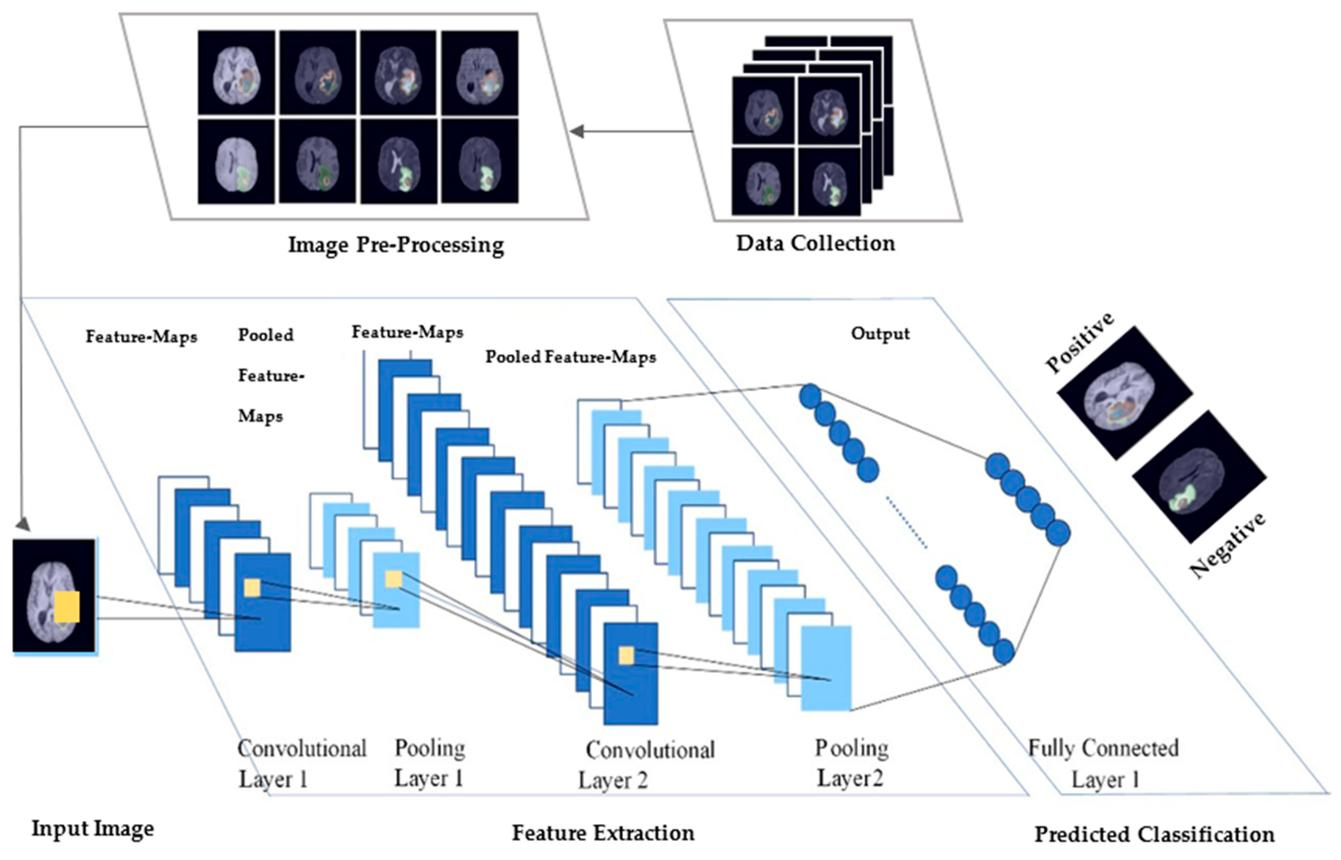 Image Pre-Processing
Data Collection
Feature-Maps
Pooled
Feature-
Maps
Feature-Maps
Pooled Feature-Maps
Output
Positive
Negative
Convolutional
Layer 1
Pooling
Layer 1
Convolutional
Layer 2
Pooling
Layer2
Fully Connected
Layer 1
Input Image
Feature Extraction
Predicted Classification